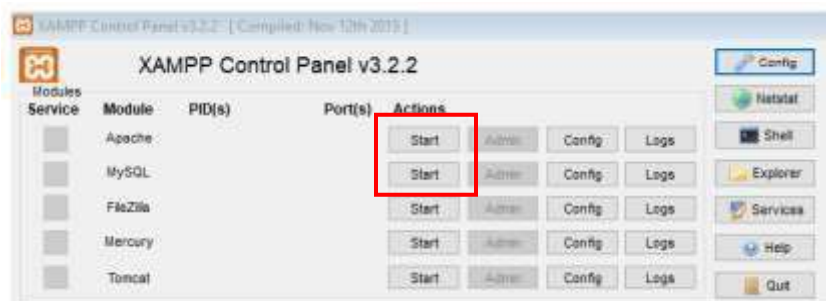 XAMPP Control Panel v3.2.2 [ Compiled: Nov 12th 2015 ]
XAMPP Control Panel v3.2.2
Config
Modules
Service Module PID(s) Port(s) Actions
Netstat
Apache Start Admin Config Logs
Shell
MySQL Start Admin Config Logs
Explorer
FileZilla Start Admin Config Logs
Services
Mercury Start Admin Config Logs
Help
Tomcat Start Admin Config Logs
Quit